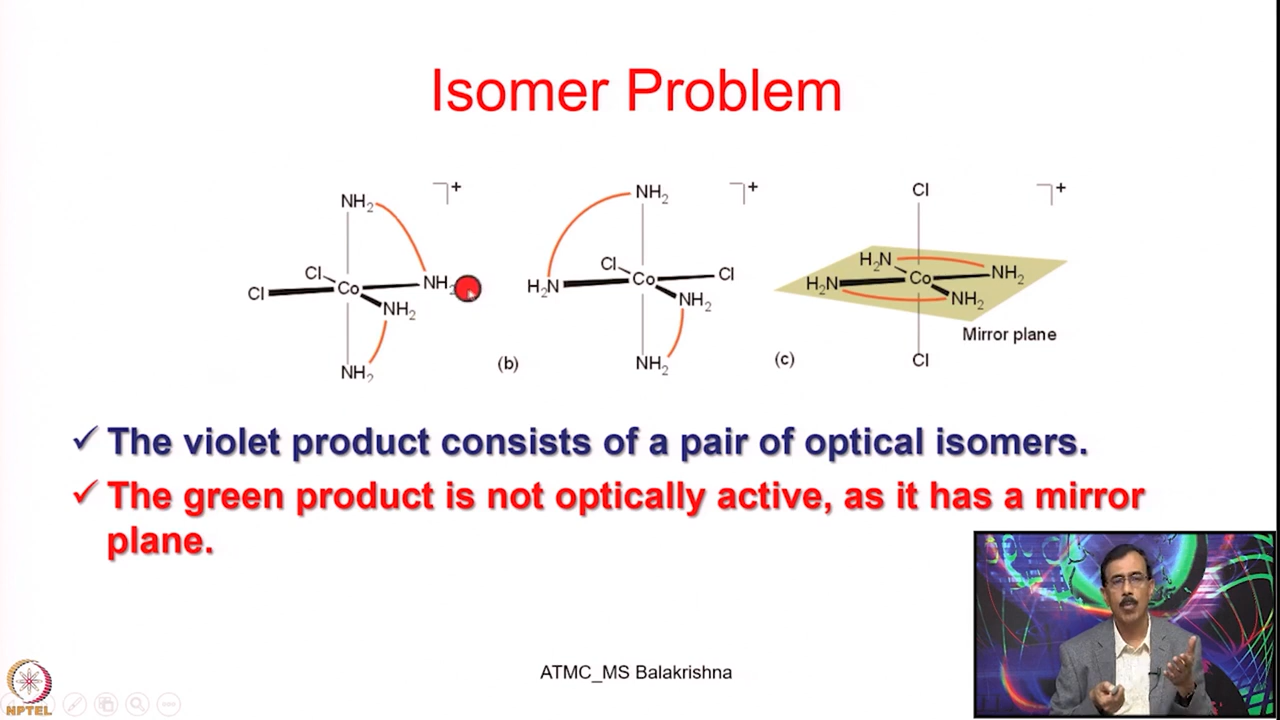 Isomer Problem
NH₂ ⁊+ NH₂ ⁊+ Cl ⁊+
Cl Cl Co NH₂ NH₂ NH₂
H₂N Cl Co Cl NH₂ NH₂
H₂N H₂N Co NH₂ NH₂ Cl
Mirror plane
(b) (c)
✓ The violet product consists of a pair of optical isomers.
✓ The green product is not optically active, as it has a mirror
plane.
ATMC_MS Balakrishna
NPTEL